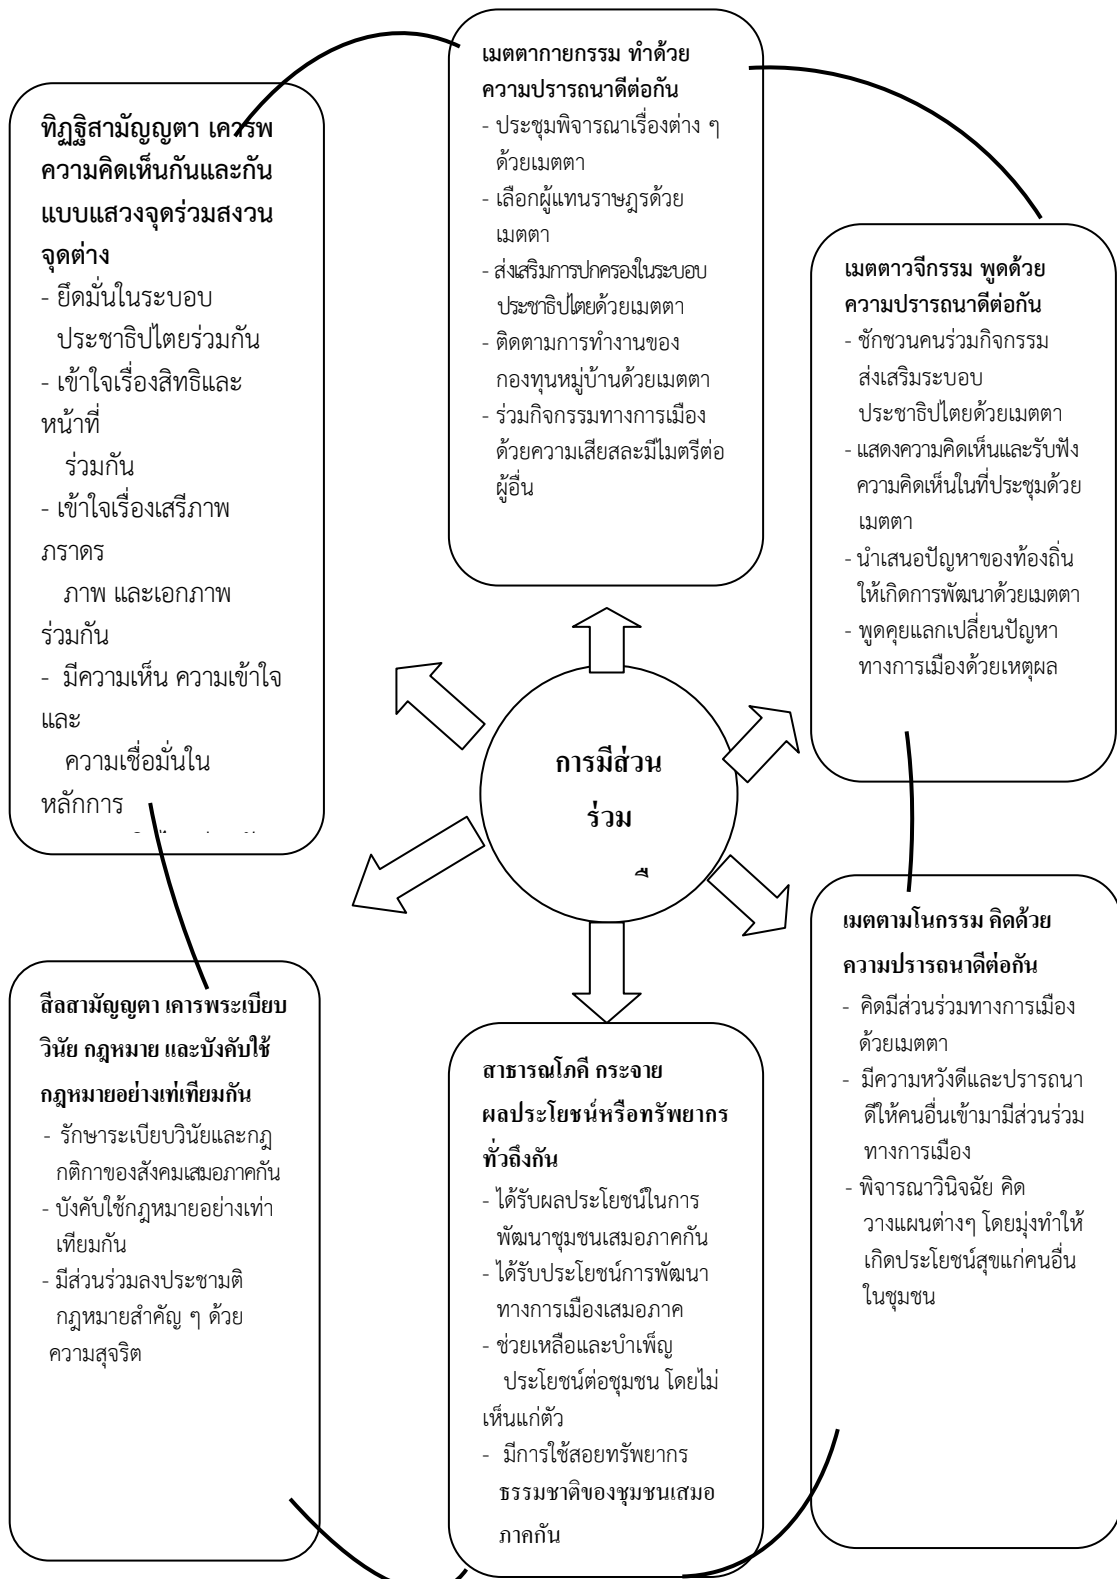 เมตตากายกรรม ทำด้วย
ความปรารถนาดีต่อกัน
- ประชุมพิจารณาเรื่องต่าง ๆ
ด้วยเมตตา
- เลือกผู้แทนราษฎรด้วย
เมตตา
- ส่งเสริมการปกครองในระบอบ
ประชาธิปไตยด้วยเมตตา
- ติดตามการทำงานของ
กองทุนหมู่บ้านด้วยเมตตา
- ร่วมกิจกรรมทางการเมือง
ด้วยความเสียสละมีไมตรีต่อ
ผู้อื่น
ทิฏฐิสามัญญตา เควรพ
ความคิดเห็นกันและกัน
แบบแสวงจุดร่วมสงวน
จุดต่าง
- ยึดมั่นในระบอบ
ประชาธิปไตยร่วมกัน
- เข้าใจเรื่องสิทธิและ
หน้าที่
ร่วมกัน
- เข้าใจเรื่องเสรีภาพ
ภราดร
ภาพ และเอกภาพ
ร่วมกัน
- มีความเห็น ความเข้าใจ
และ
ความเชื่อมั่นใน
หลักการ
เมตตาวจีกรรม พูดด้วย
ความปรารถนาดีต่อกัน
- ชักชวนคนร่วมกิจกรรม
ส่งเสริมระบอบ
ประชาธิปไตยด้วยเมตตา
- แสดงความคิดเห็นและรับฟัง
ความคิดเห็นในที่ประชุมด้วย
เมตตา
- นำเสนอปัญหาของท้องถิ่น
ให้เกิดการพัฒนาด้วยเมตตา
- พูดคุยแลกเปลี่ยนปัญหา
ทางการเมืองด้วยเหตุผล
การมีส่วน
ร่วม
เมตตามโนกรรม คิดด้วย
ความปรารถนาดีต่อกัน
- คิดมีส่วนร่วมทางการเมือง
ด้วยเมตตา
- มีความหวังดีและปรารถนา
ดีให้คนอื่นเข้ามามีส่วนร่วม
ทางการเมือง
- พิจารณาวินิจฉัย คิด
วางแผนต่างๆ โดยมุ่งทำให้
เกิดประโยชน์สุขแก่คนอื่น
ในชุมชน
สีลสามัญญตา เคารพระเบียบ
วินัย กฎหมาย และบังคับใช้
กฎหมายอย่างเท่เทียมกัน
- รักษาระเบียบวินัยและกฎ
กติกาของสังคมเสมอภาคกัน
- บังคับใช้กฎหมายอย่างเท่า
เทียมกัน
- มีส่วนร่วมลงประชามติ
กฎหมายสำคัญ ๆ ด้วย
ความสุจริต
สาธารณโภคี กระจาย
ผลประโยชน์หรือทรัพยากร
ทั่วถึงกัน
- ได้รับผลประโยชน์ในการ
พัฒนาชุมชนเสมอภาคกัน
- ได้รับประโยชน์การพัฒนา
ทางการเมืองเสมอภาค
- ช่วยเหลือและบำเพ็ญ
ประโยชน์ต่อชุมชน โดยไม่
เห็นแก่ตัว
- มีการใช้สอยทรัพยากร
ธรรมชาติของชุมชนเสมอ
ภาคกัน